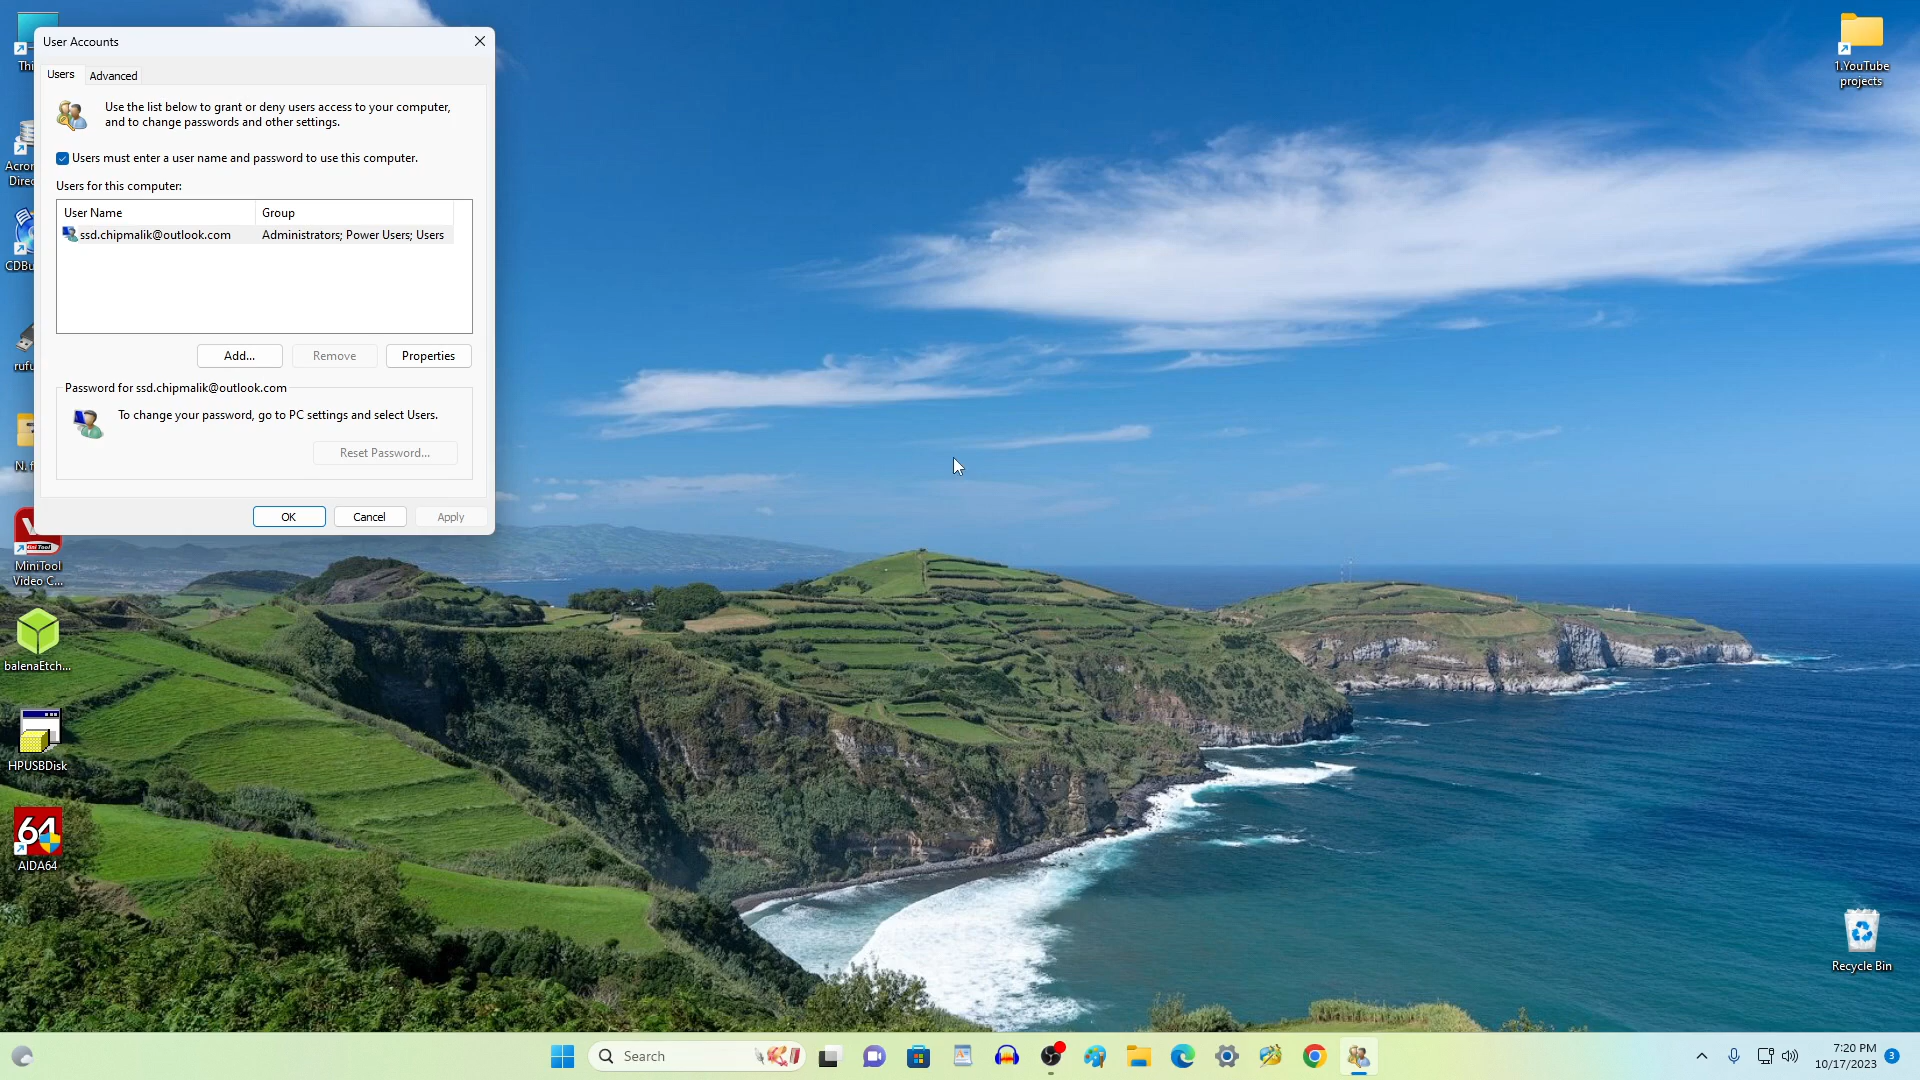 User Accounts
Users
Advanced
Use the list below to grant or deny users access to your computer,
and to change passwords and other settings.
Users must enter a user name and password to use this computer.
Users for this computer:
User Name
Group
ssd.chipmalik@outlook.com
Administrators; Power Users; Users
Add...
Remove
Properties
Password for ssd.chipmalik@outlook.com
To change your password, go to PC settings and select Users.
Reset Password...
OK
Cancel
Apply
MiniTool
Video C...
balenaEtch...
HPUSBDisk
64
AIDA64
1.YouTube
projects
Recycle Bin
Search
7:20 PM
10/17/2023
3